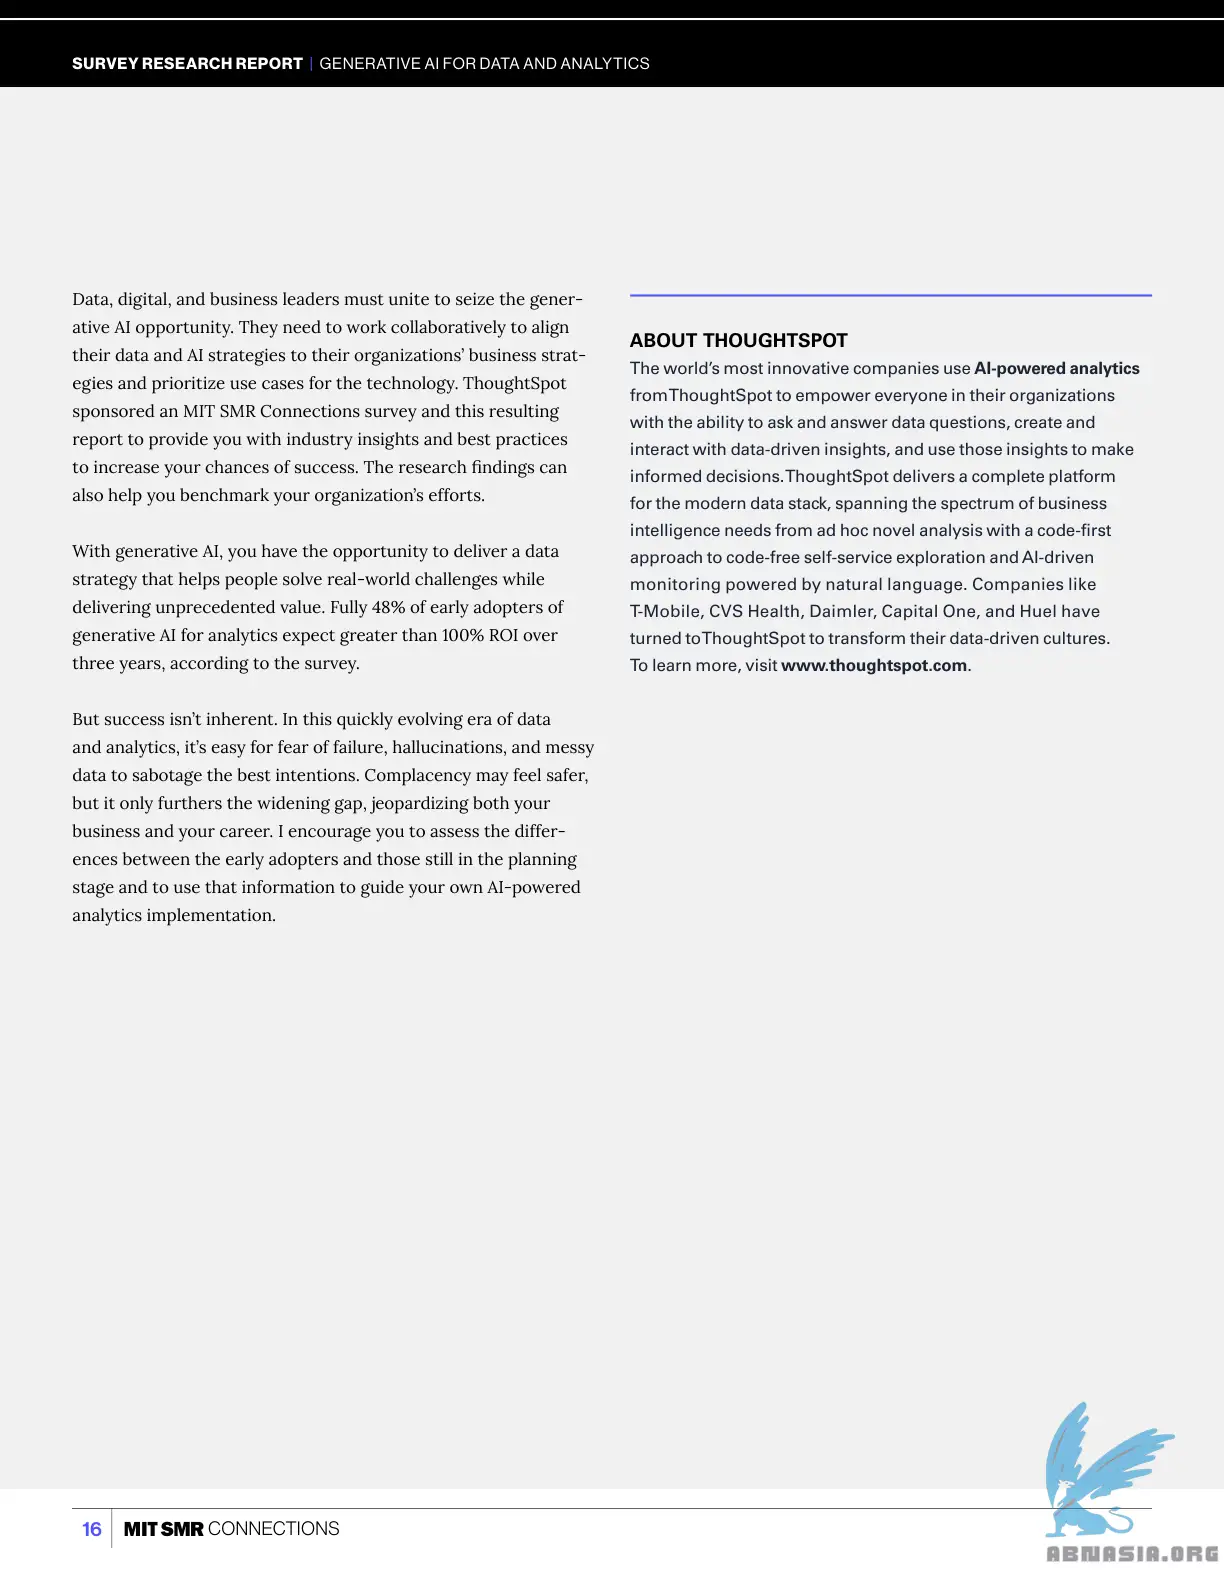 SURVEY RESEARCH REPORT | GENERATIVE AI FOR DATA AND ANALYTICS
Data, digital, and business leaders must unite to seize the gener-
ative AI opportunity. They need to work collaboratively to align
their data and AI strategies to their organizations’ business strat-
egies and prioritize use cases for the technology. ThoughtSpot
sponsored an MIT SMR Connections survey and this resulting
report to provide you with industry insights and best practices
to increase your chances of success. The research findings can
also help you benchmark your organization’s efforts.
With generative AI, you have the opportunity to deliver a data
strategy that helps people solve real-world challenges while
delivering unprecedented value. Fully 48% of early adopters of
generative AI for analytics expect greater than 100% ROI over
three years, according to the survey.
But success isn’t inherent. In this quickly evolving era of data
and analytics, it’s easy for fear of failure, hallucinations, and messy
data to sabotage the best intentions. Complacency may feel safer,
but it only furthers the widening gap, jeopardizing both your
business and your career. I encourage you to assess the differ-
ences between the early adopters and those still in the planning
stage and to use that information to guide your own AI-powered
analytics implementation.
ABOUT THOUGHTSPOT
The world’s most innovative companies use AI-powered analytics
from ThoughtSpot to empower everyone in their organizations
with the ability to ask and answer data questions, create and
interact with data-driven insights, and use those insights to make
informed decisions. ThoughtSpot delivers a complete platform
for the modern data stack, spanning the spectrum of business
intelligence needs from ad hoc novel analysis with a code-first
approach to code-free self-service exploration and AI-driven
monitoring powered by natural language. Companies like
T-Mobile, CVS Health, Daimler, Capital One, and Huel have
turned to ThoughtSpot to transform their data-driven cultures.
To learn more, visit www.thoughtspot.com.
16 MIT SMR CONNECTIONS
ABNASIA.ORG